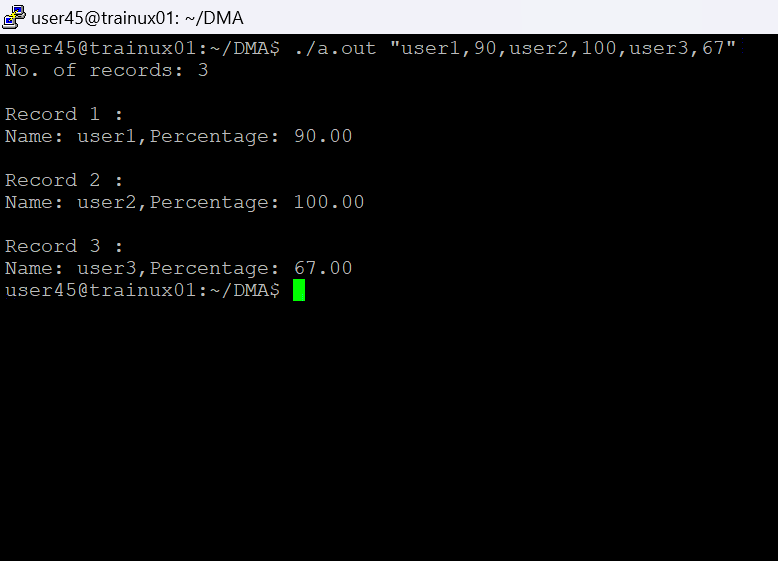 user45@trainux01: ~/DMA
user45@trainux01:~/DMA$ ./a.out "user1,90,user2,100,user3,67"
No. of records: 3
Record 1 :
Name: user1,Percentage: 90.00
Record 2 :
Name: user2,Percentage: 100.00
Record 3 :
Name: user3,Percentage: 67.00
user45@trainux01:~/DMA$